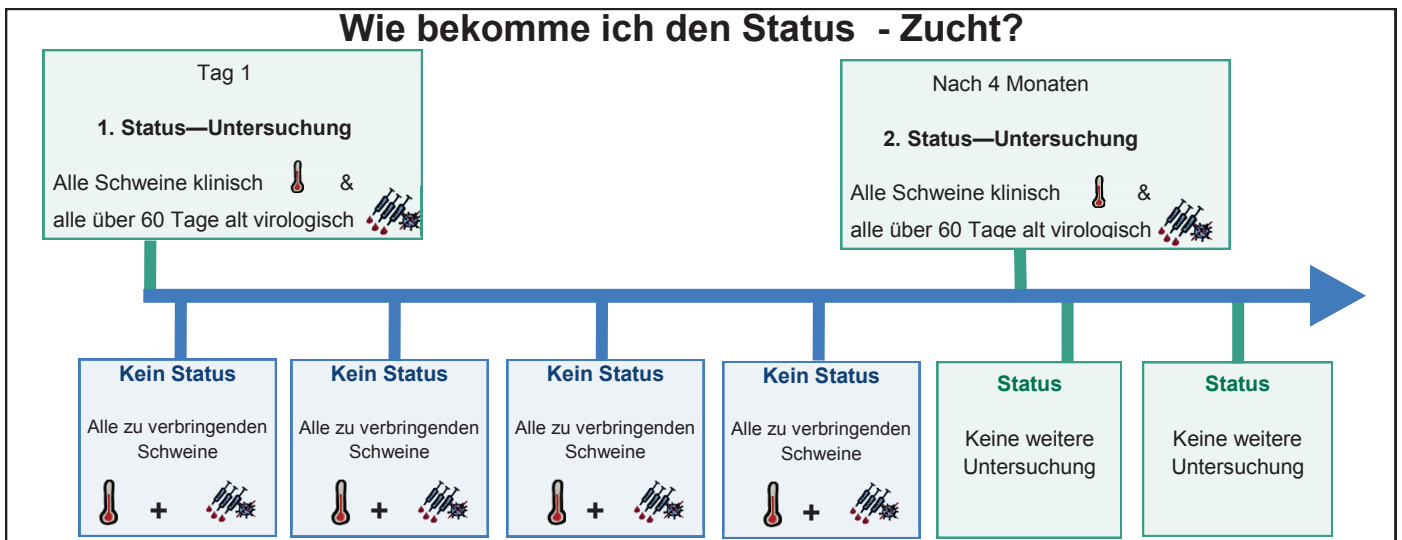 Wie bekomme ich den Status - Zucht?
Tag 1
1. Status—Untersuchung
Alle Schweine klinisch &
alle über 60 Tage alt virologisch
Nach 4 Monaten
2. Status—Untersuchung
Alle Schweine klinisch &
alle über 60 Tage alt virologisch
Kein Status
Alle zu verbringenden
Schweine
+
Kein Status
Alle zu verbringenden
Schweine
+
Kein Status
Alle zu verbringenden
Schweine
+
Kein Status
Alle zu verbringenden
Schweine
+
Status
Keine weitere
Untersuchung
Status
Keine weitere
Untersuchung